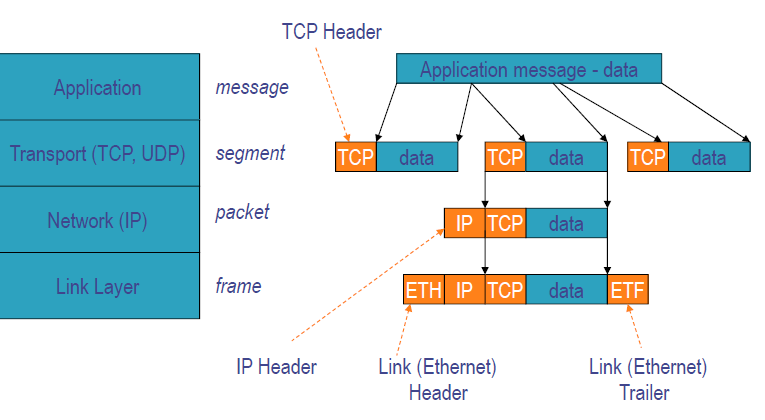 TCP Header
Application
message
Application message - data
Transport (TCP, UDP)
segment
TCP data
TCP data
TCP data
Network (IP)
packet
IP TCP data
Link Layer
frame
ETH IP TCP data ETF
IP Header
Link (Ethernet)
Header
Link (Ethernet)
Trailer